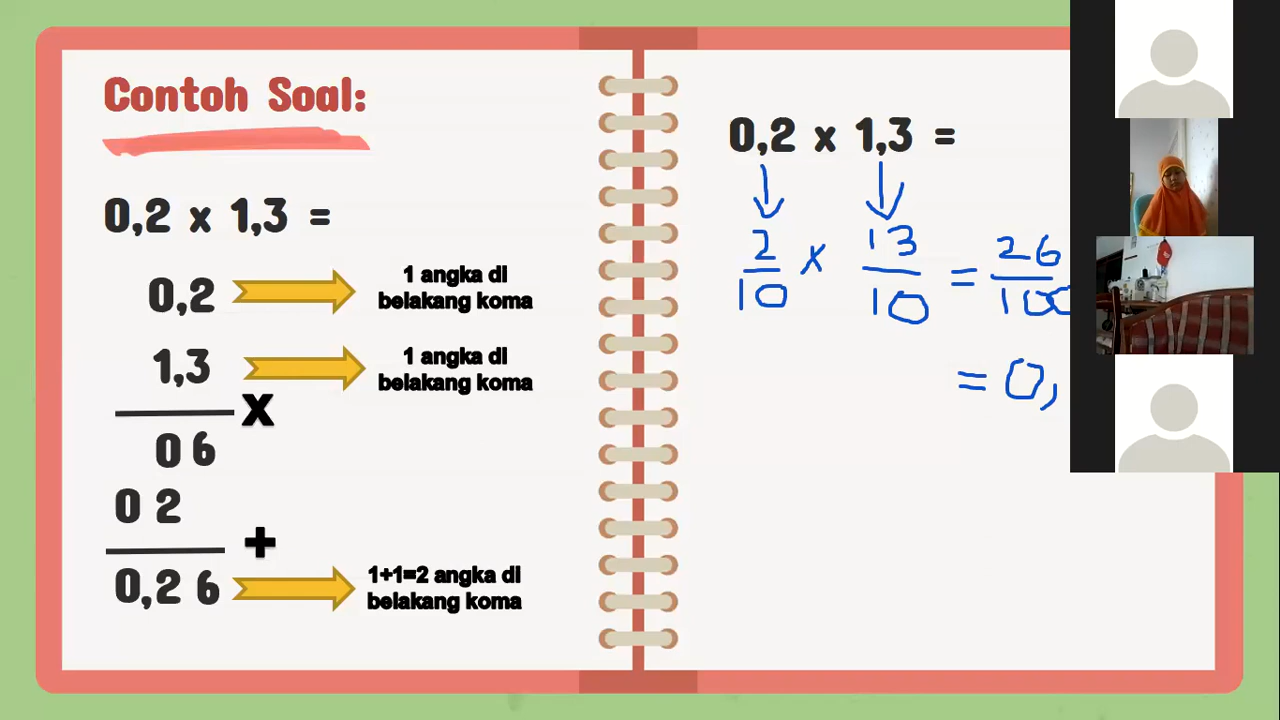 Contoh Soal:
0,2 x 1,3 =
0,2
1 angka di
belakang koma
1,3
1 angka di
belakang koma
x
0 6
0 2
+
0,2 6
1+1=2 angka di
belakang koma
0,2 x 1,3 =
2/10 x 13/10 = 26/100
= 0,